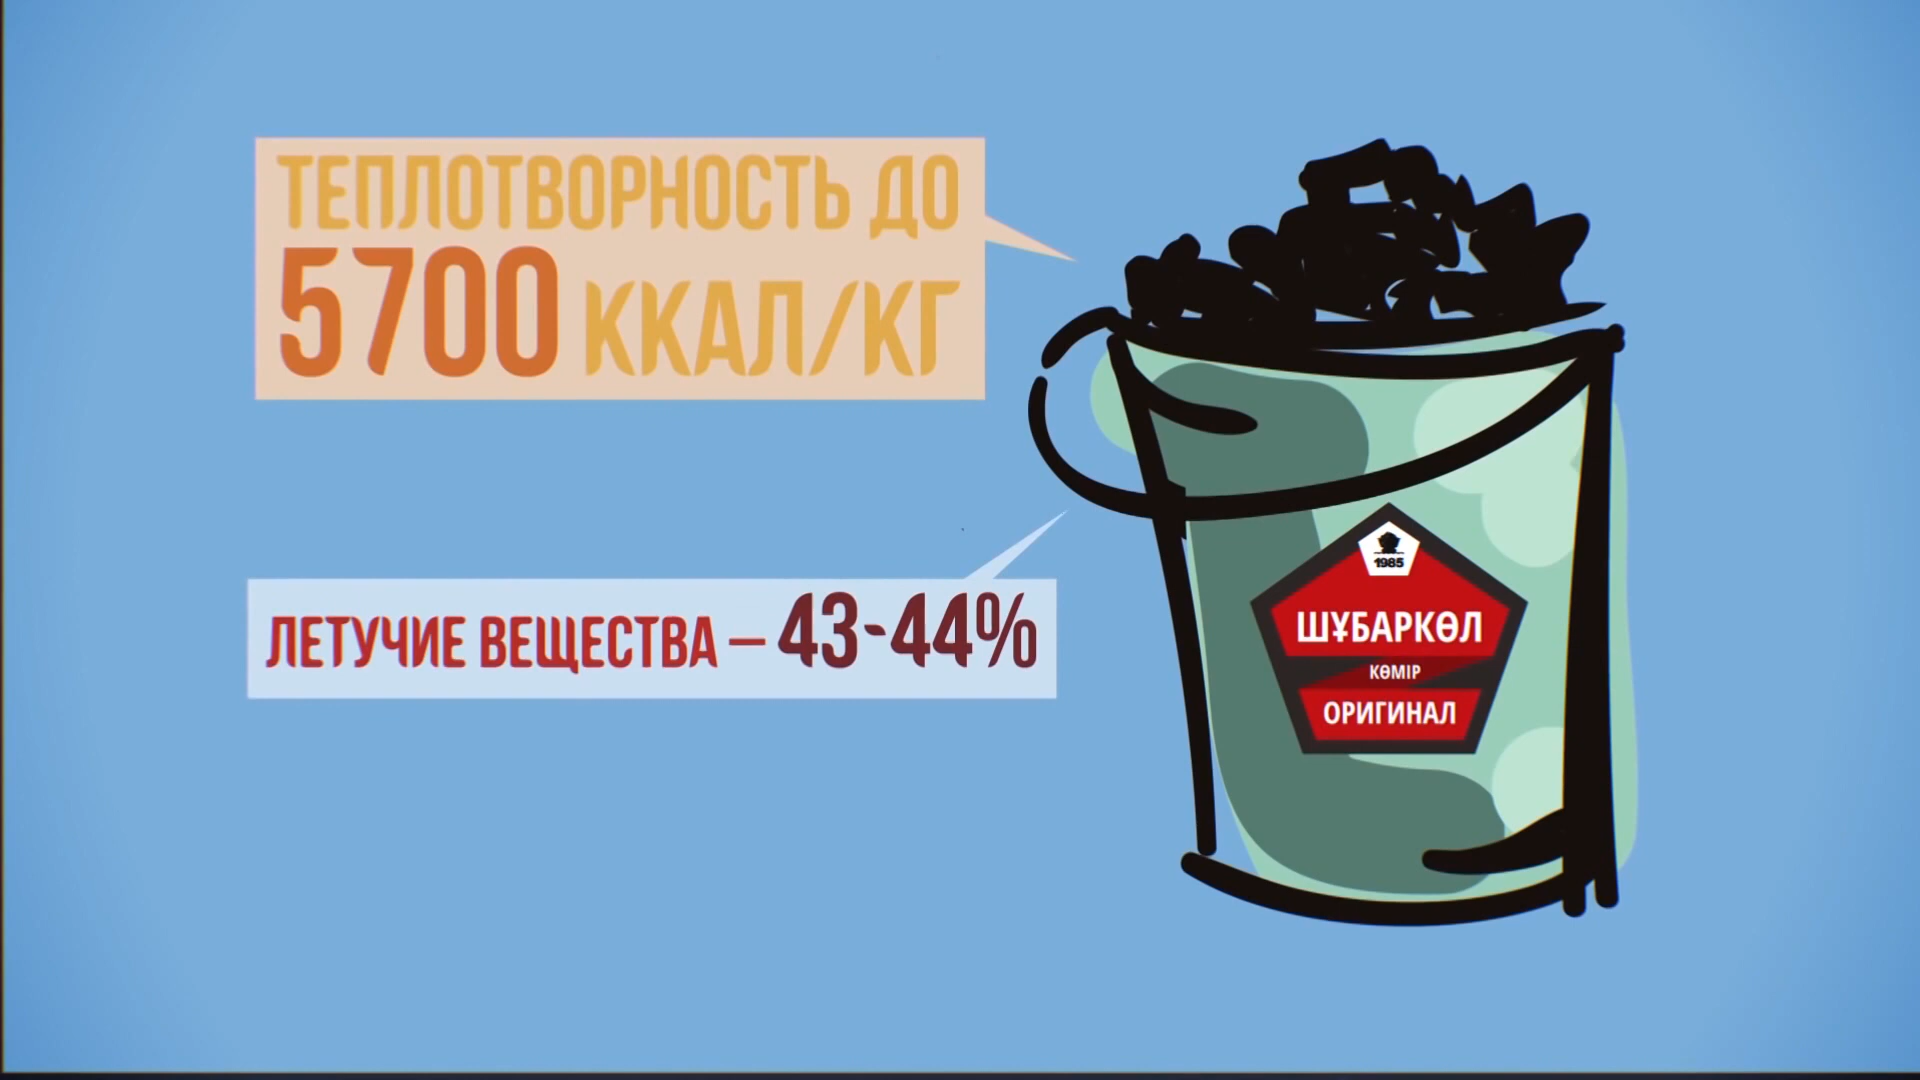 ТЕПЛОТВОРНОСТЬ ДО
5700 ККАЛ/КГ
ЛЕТУЧИЕ ВЕЩЕСТВА – 43-44%
1985
ШҰБАРКӨЛ
КӨМІР
ОРИГИНАЛ